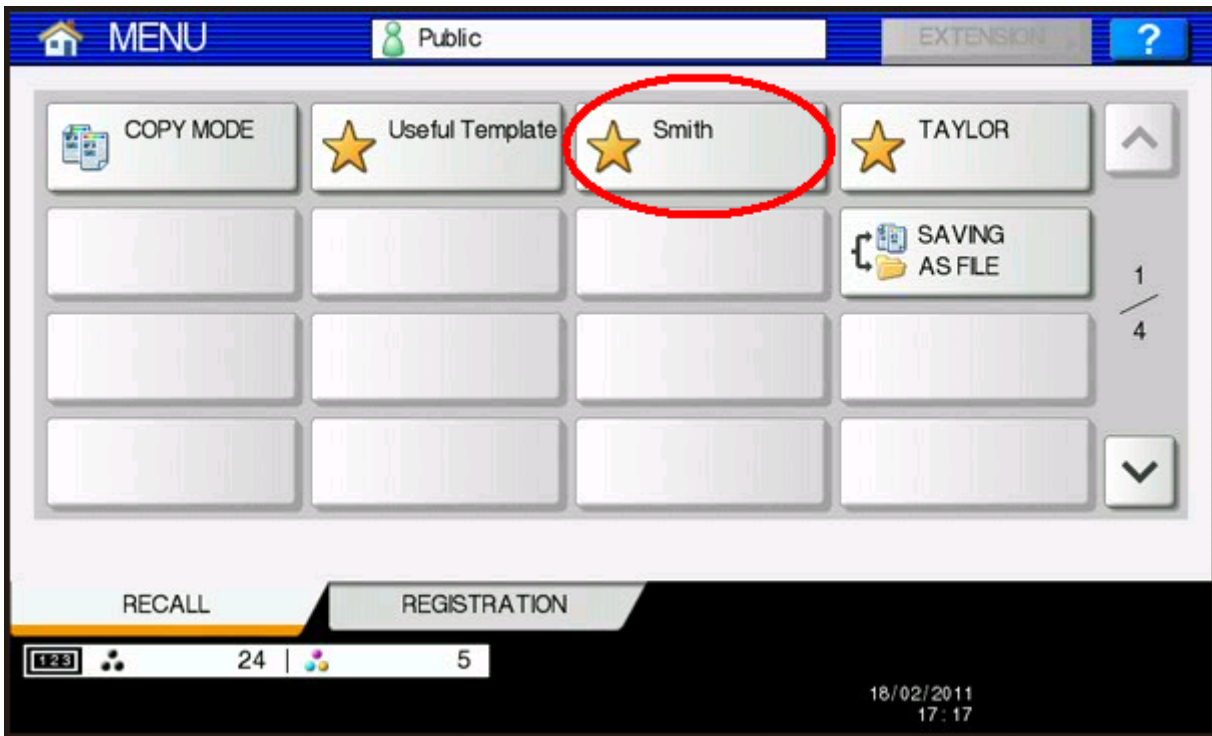 MENU
Public
EXTENSION
?
COPY MODE
Useful Template
Smith
TAYLOR
SAVING
AS FILE
1
4
RECALL
REGISTRATION
123
24
5
18/02/2011
17:17